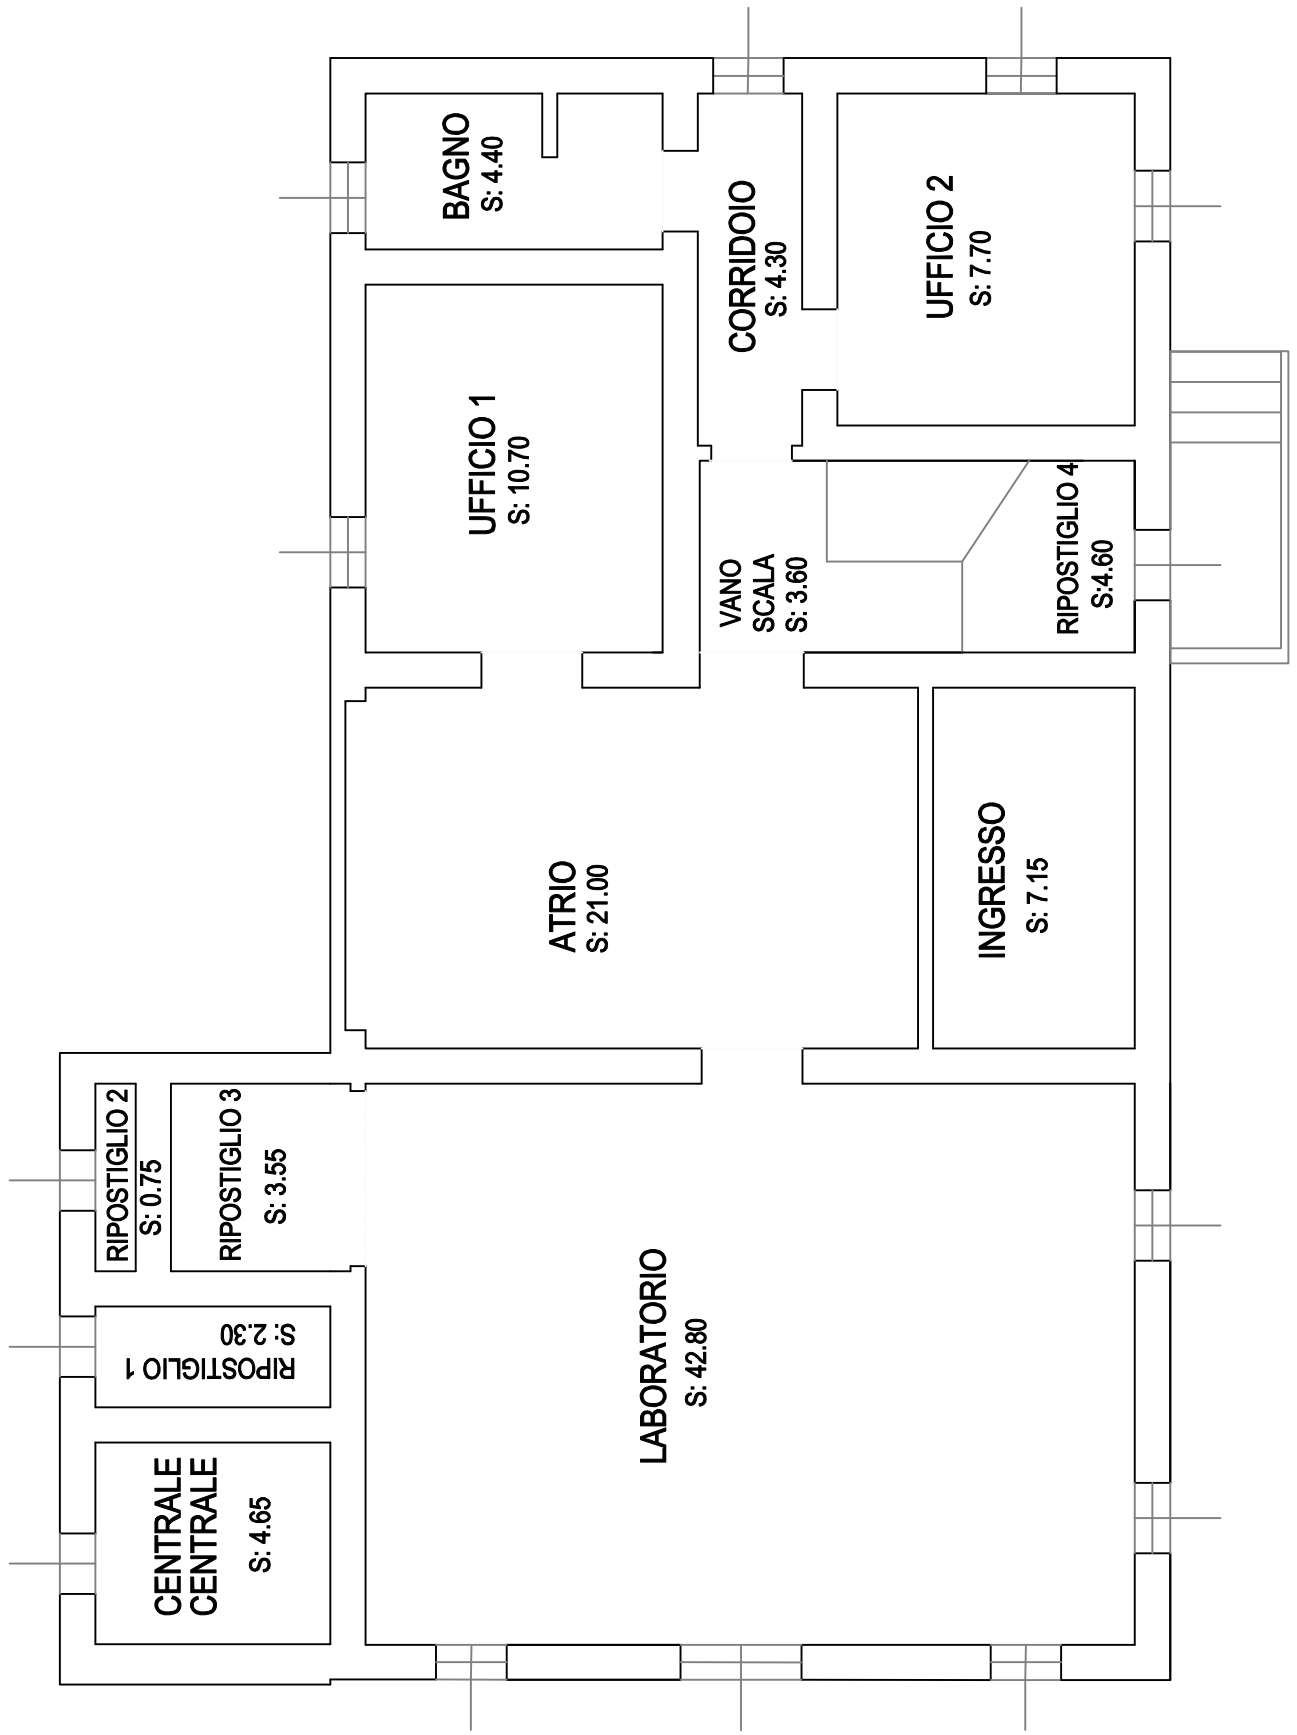 BAGNO
S: 4.40
CORRIDOIO
S: 4.30
UFFICIO 2
S: 7.70
UFFICIO 1
S: 10.70
VANO
SCALA
S: 3.60
RIPOSTIGLIO 4
S:4.60
ATRIO
S: 21.00
INGRESSO
S: 7.15
RIPOSTIGLIO 2
S: 0.75
RIPOSTIGLIO 3
S: 3.55
RIPOSTIGLIO 1
S: 2.30
LABORATORIO
S: 42.80
CENTRALE
CENTRALE
S: 4.65